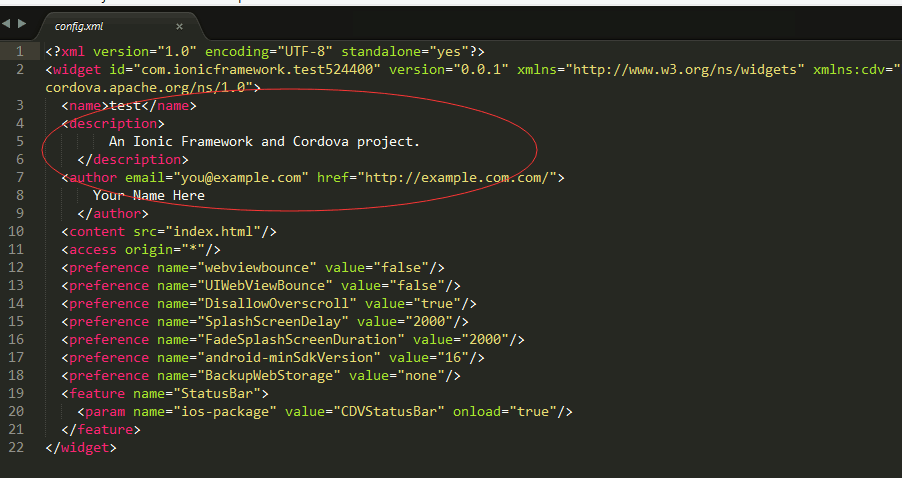 config.xml ×
1 <?xml version="1.0" encoding="UTF-8" standalone="yes"?>
2 <widget id="com.ionicframework.test524400" version="0.0.1" xmlns="http://www.w3.org/ns/widgets" xmlns:cdv="
cordova.apache.org/ns/1.0">
3 <name>test</name>
4 <description>
5 An Ionic Framework and Cordova project.
6 </description>
7 <author email="you@example.com" href="http://example.com.com/">
8 Your Name Here
9 </author>
10 <content src="index.html"/>
11 <access origin="*"/>
12 <preference name="webviewbounce" value="false"/>
13 <preference name="UIWebViewBounce" value="false"/>
14 <preference name="DisallowOverscroll" value="true"/>
15 <preference name="SplashScreenDelay" value="2000"/>
16 <preference name="FadeSplashScreenDuration" value="2000"/>
17 <preference name="android-minSdkVersion" value="16"/>
18 <preference name="BackupWebStorage" value="none"/>
19 <feature name="StatusBar">
20 <param name="ios-package" value="CDVStatusBar" onload="true"/>
21 </feature>
22 </widget>